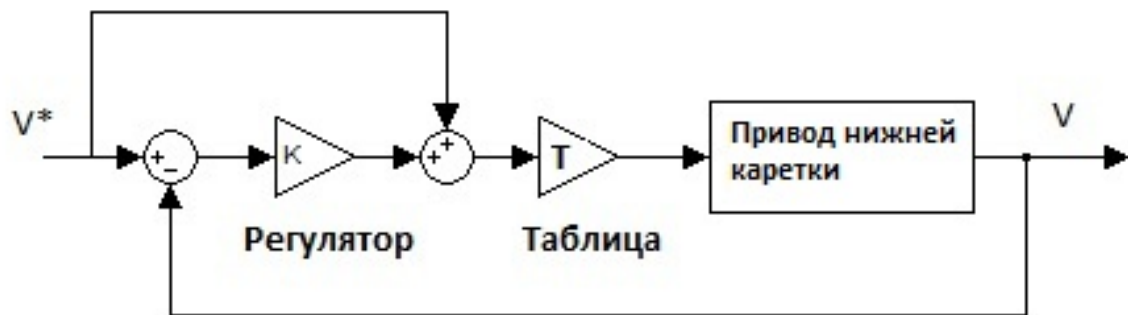 V*
+
−
K
+
+
T
Привод нижней
каретки
V
Регулятор
Таблица